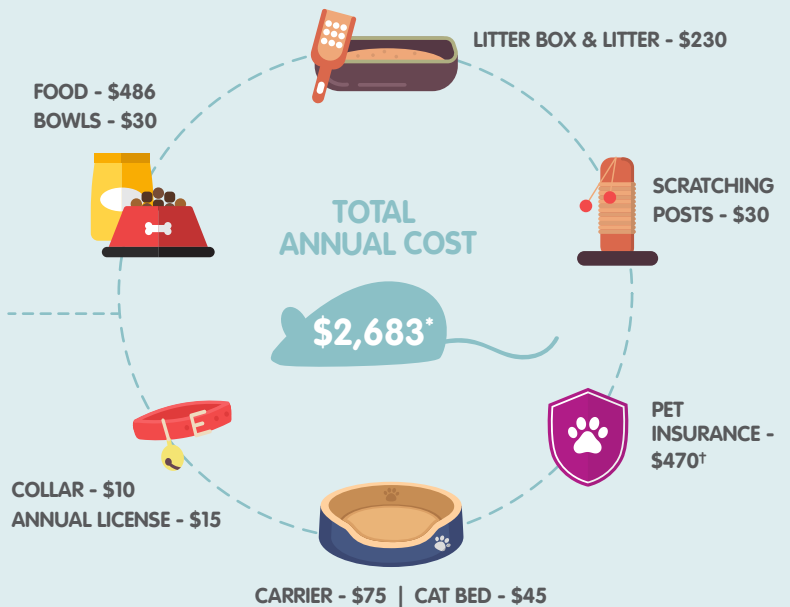 LITTER BOX & LITTER - $230
FOOD - $486
BOWLS - $30
SCRATCHING
POSTS - $30
TOTAL
ANNUAL COST
$2,683*
PET
INSURANCE -
$470†
COLLAR - $10
ANNUAL LICENSE - $15
CARRIER - $75 | CAT BED - $45